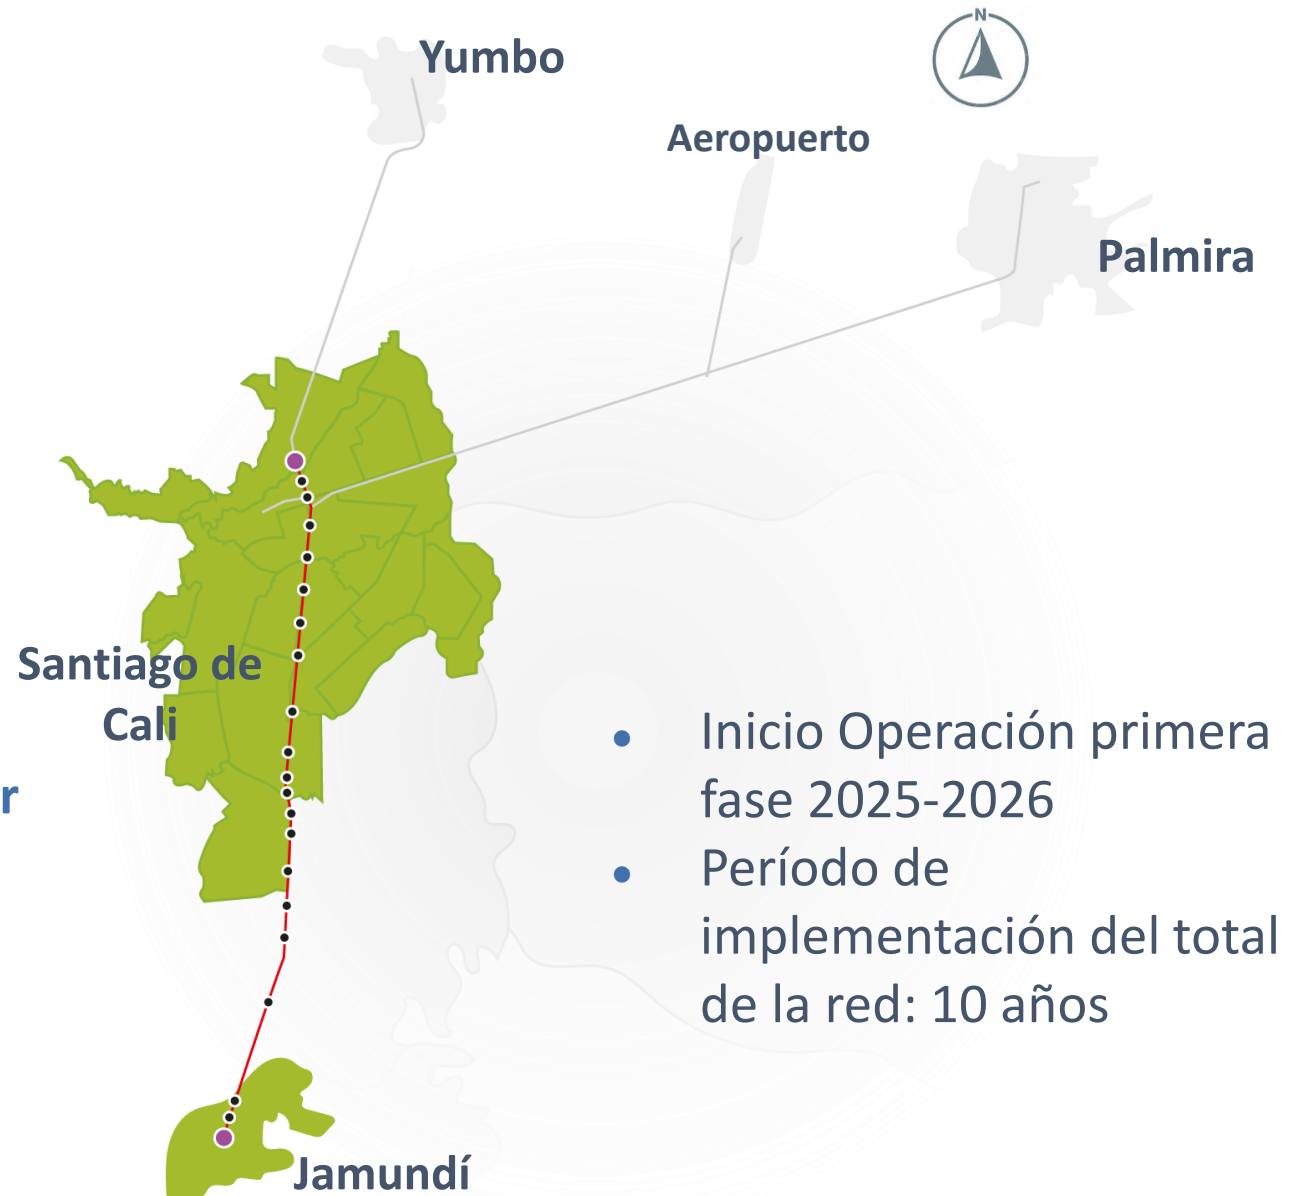 N
Yumbo
Aeropuerto
Palmira
Santiago de
Cali
r
Inicio Operación primera
fase 2025-2026
Período de
implementación del total
de la red: 10 años
Jamundí